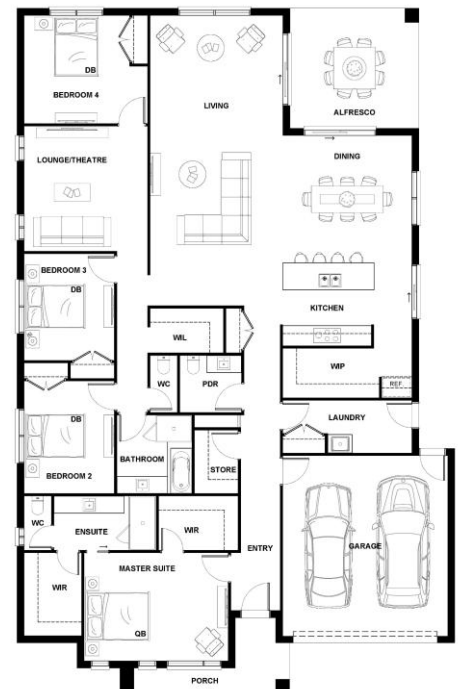 DB
BEDROOM 4
LIVING
ALFRESCO
LOUNGE/THEATRE
DINING
BEDROOM 3
DB
KITCHEN
WIL
WIP
REF.
WC
PDR
DB
LAUNDRY
BATHROOM
STORE
BEDROOM 2
WC
ENSUITE
WIR
ENTRY
GARAGE
MASTER SUITE
WIR
QB
PORCH